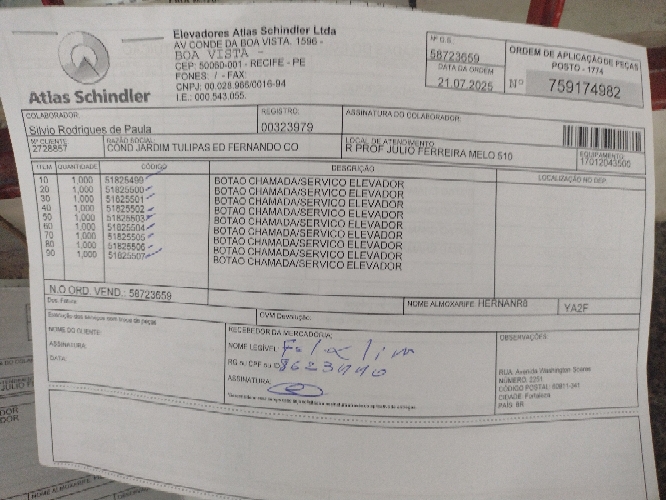 Elevadores Atlas Schindler Ltda
AV CONDE DA BOA VISTA, 1596 -
BOA VISTA -
CEP: 50060-001 - RECIFE - PE
FONES: / - FAX:
CNPJ: 00.028.986/0016-94
I.E.: 000.543.055.
Atlas Schindler
Nº O.S.
58723659
DATA DA ORDEM
21.07.2025
ORDEM DE APLICAÇÃO DE PEÇAS
POSTO - 1774
Nº 759174982
COLABORADOR:
Silvio Rodrigues de Paula
REGISTRO:
00323979
ASSINATURA DO COLABORADOR:
Nº CLIENTE
2728857
RAZÃO SOCIAL:
COND JARDIM TULIPAS ED FERNANDO CO
LOCAL DE ATENDIMENTO
R PROF JULIO FERREIRA MELO 510
EQUIPAMENTO
17012043506
ITEM QUANTIDADE CÓDIGO DESCRIÇÃO LOCALIZAÇÃO NO DEP.
10 1,000 51825499 BOTAO CHAMADA/SERVICO ELEVADOR
20 1,000 51825500 BOTAO CHAMADA/SERVICO ELEVADOR
30 1,000 51825501 BOTAO CHAMADA/SERVICO ELEVADOR
40 1,000 51825502 BOTAO CHAMADA/SERVICO ELEVADOR
50 1,000 51825503 BOTAO CHAMADA/SERVICO ELEVADOR
60 1,000 51825504 BOTAO CHAMADA/SERVICO ELEVADOR
70 1,000 51825505 BOTAO CHAMADA/SERVICO ELEVADOR
80 1,000 51825506 BOTAO CHAMADA/SERVICO ELEVADOR
90 1,000 51825507 BOTAO CHAMADA/SERVICO ELEVADOR
N.O ORD. VEND.: 58723659
NOME ALMOXARIFE HERNANR8
YA2F
CVM Devolução:
NOME DO CLIENTE:
ASSINATURA:
DATA:
RECEBEDOR DA MERCADORIA:
NOME LEGÍVEL:
RG ou CPF ou
ASSINATURA:
OBSERVAÇÕES:
RUA: Avenida Washington Soares
CIDADE: Fortaleza
PAÍS: BR